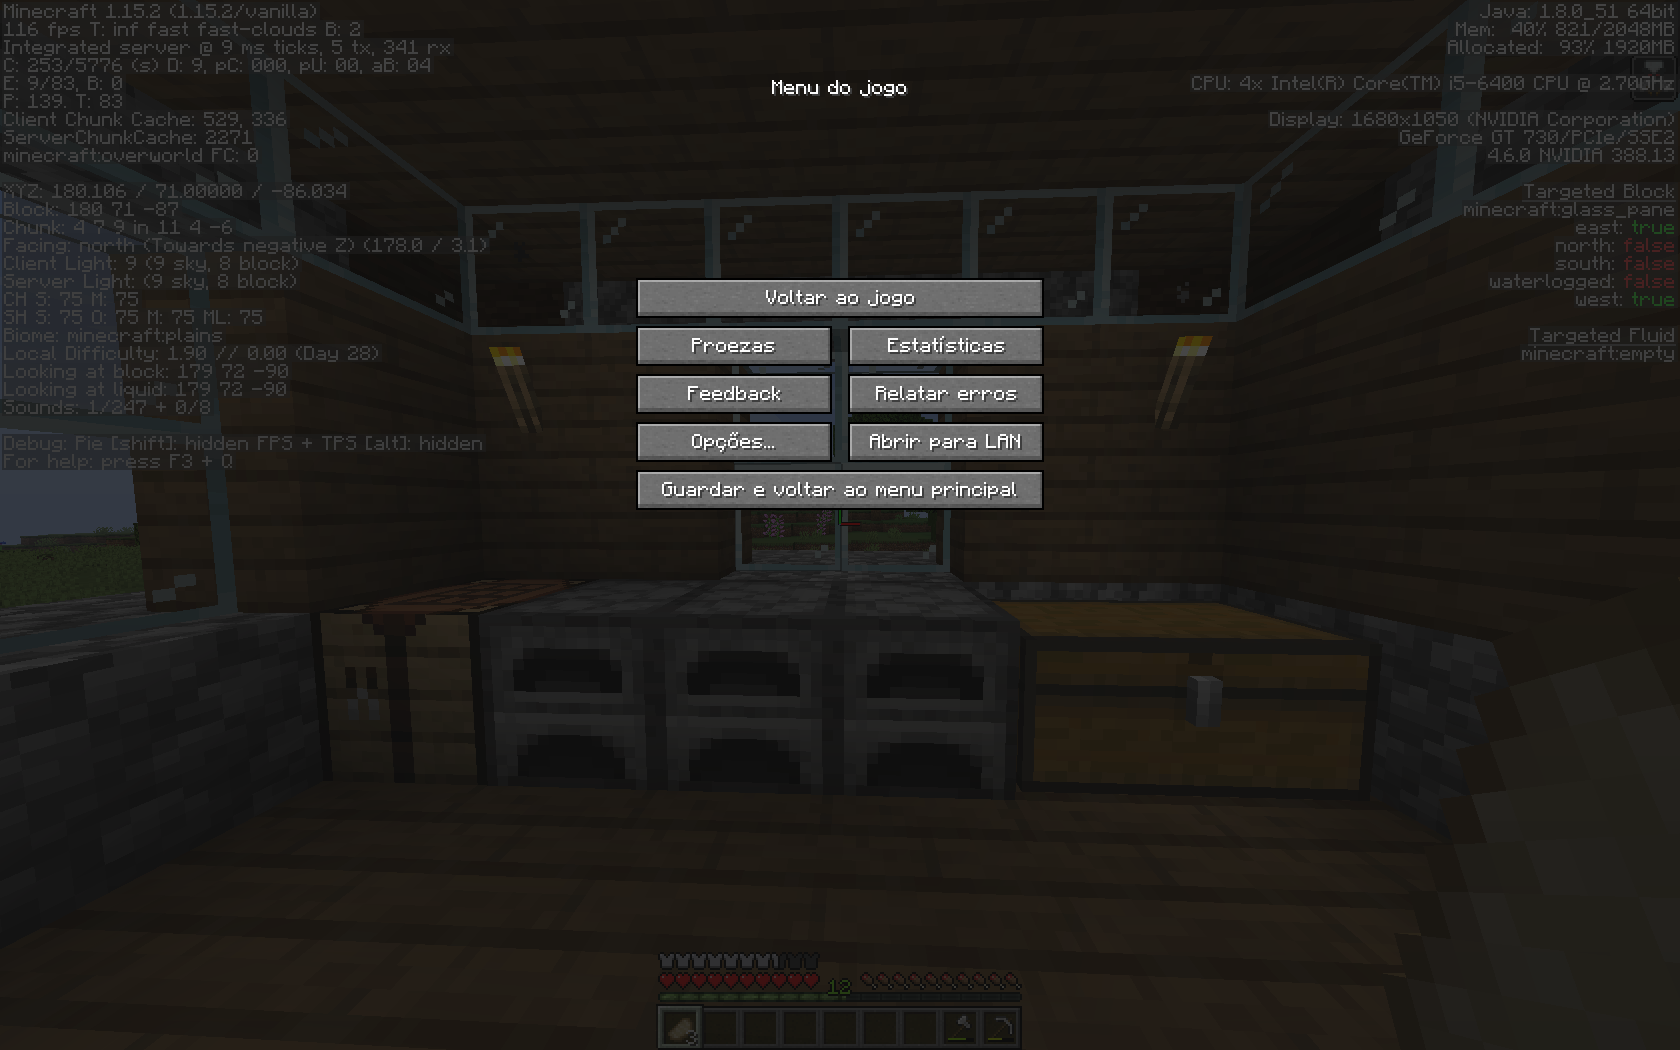 Minecraft 1.15.2 (1.15.2/vanilla)
116 fps T: inf fast fast-clouds B: 2
Integrated server @ 9 ms ticks, 5 tx, 341 rx
C: 253/5776 (s) D: 9, pC: 000, pU: 00, aB: 04
E: 9/83, B: 0
P: 139. T: 83
Client Chunk Cache: 529, 336
ServerChunkCache: 2271
minecraft:overworld FC: 0
XYZ: 180.106 / 71.00000 / -86.034
Block: 180 71 -87
Chunk: 4 7 9 in 11 4 -6
Facing: north (Towards negative Z) (178.0 / 3.1)
Client Light: 9 (9 sky, 8 block)
Server Light: (9 sky, 8 block)
CH S: 75 M: 75
SH S: 75 O: 75 M: 75 ML: 75
Biome: minecraft:plains
Local Difficulty: 1.90 // 0.00 (Day 28)
Looking at block: 179 72 -90
Looking at liquid: 179 72 -90
Sounds: 1/247 + 0/8
Debug: Pie [shift]: hidden FPS + TPS [alt]: hidden
For help: press F3 + Q
Java: 1.8.0_51 64bit
Mem: 40% 821/2048MB
Allocated: 93% 1920MB
CPU: 4x Intel(R) Core(TM) i5-6400 CPU @ 2.70GHz
Display: 1680x1050 (NVIDIA Corporation)
GeForce GT 730/PCIe/SSE2
4.6.0 NVIDIA 388.13
Targeted Block
minecraft:glass_pane
east: true
north: false
south: false
waterlogged: false
west: true
Targeted Fluid
minecraft:empty
Menu do jogo
Voltar ao jogo
Proezas
Estatísticas
Feedback
Relatar erros
Opções...
Abrir para LAN
Guardar e voltar ao menu principal
12
3